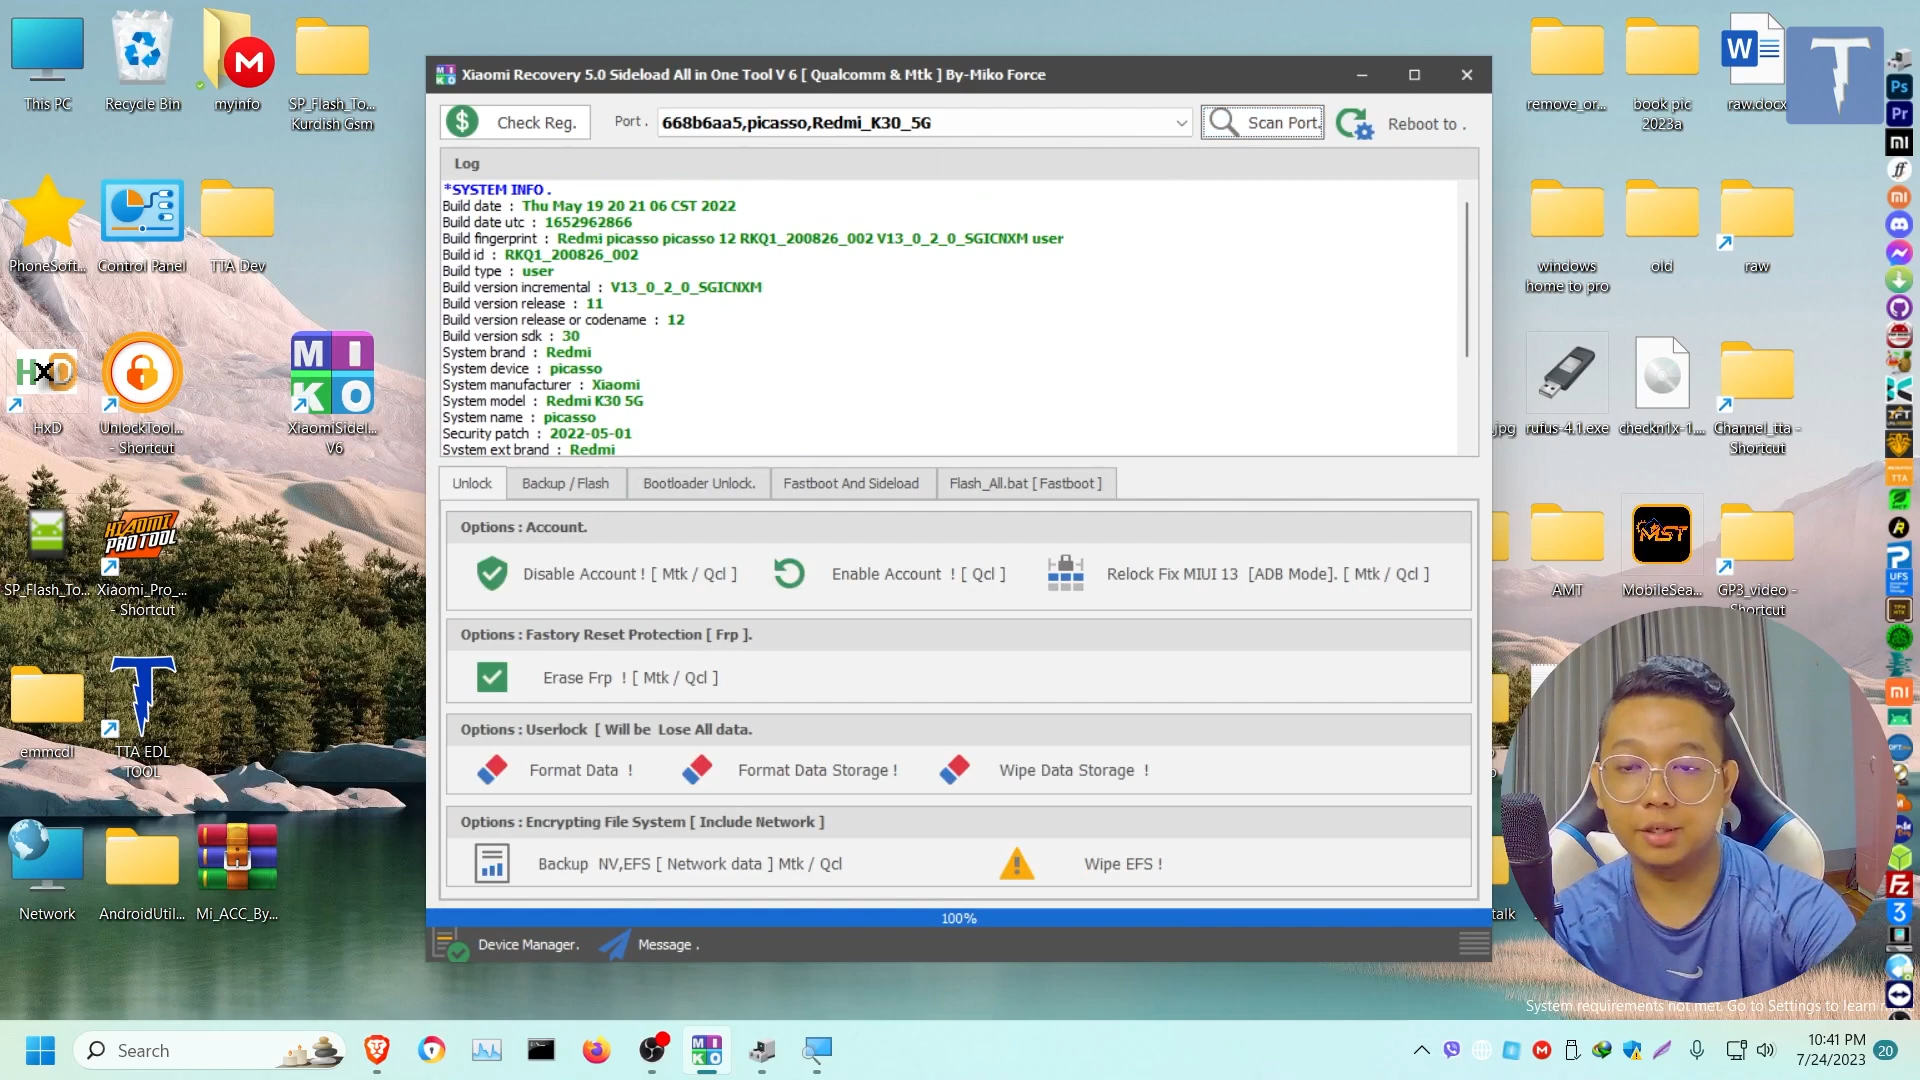 This PC
Recycle Bin
myinfo
SP_Flash_To...
Kurdish Gsm
PhoneSoft...
Control Panel
TTA Dev
HxD
HxD
UnlockTool...
- Shortcut
M I
K O
XiaomiSidel...
V6
SP_Flash_To...
XIAOMI
PRO TOOL
Xiaomi_Pro_...
- Shortcut
emmcdl
TTA EDL
TOOL
Network
AndroidUtil...
Mi_ACC_By...
Xiaomi Recovery 5.0 Sideload All in One Tool V 6 [ Qualcomm & Mtk ] By-Miko Force
Check Reg.
Port .
668b6aa5,picasso,Redmi_K30_5G
Scan Port.
Reboot to .
Log
*SYSTEM INFO .
Build date : Thu May 19 20 21 06 CST 2022
Build date utc : 1652962866
Build fingerprint : Redmi picasso picasso 12 RKQ1_200826_002 V13_0_2_0_SGICNXM user
Build id : RKQ1_200826_002
Build type : user
Build version incremental : V13_0_2_0_SGICNXM
Build version release : 11
Build version release or codename : 12
Build version sdk : 30
System brand : Redmi
System device : picasso
System manufacturer : Xiaomi
System model : Redmi K30 5G
System name : picasso
Security patch : 2022-05-01
System ext brand : Redmi
Unlock
Backup / Flash
Bootloader Unlock.
Fastboot And Sideload
Flash_All.bat [ Fastboot ]
Options : Account.
Disable Account ! [ Mtk / Qcl ]
Enable Account ! [ Qcl ]
Relock Fix MIUI 13 [ADB Mode]. [ Mtk / Qcl ]
Options : Fastory Reset Protection [ Frp ].
Erase Frp ! [ Mtk / Qcl ]
Options : Userlock [ Will be Lose All data.
Format Data !
Format Data Storage !
Wipe Data Storage !
Options : Encrypting File System [ Include Network ]
Backup NV,EFS [ Network data ] Mtk / Qcl
Wipe EFS !
100%
Device Manager.
Message .
remove_or...
book pic
2023a
raw.docx
windows
home to pro
old
raw
.jpg
rufus-4.1.exe
checkn1x-1....
Channel_tta -
Shortcut
AMT
MST
MobileSea...
GP3_video -
Shortcut
talk
System requirements not met. Go to Settings to learn m
Search
10:41 PM
7/24/2023
20